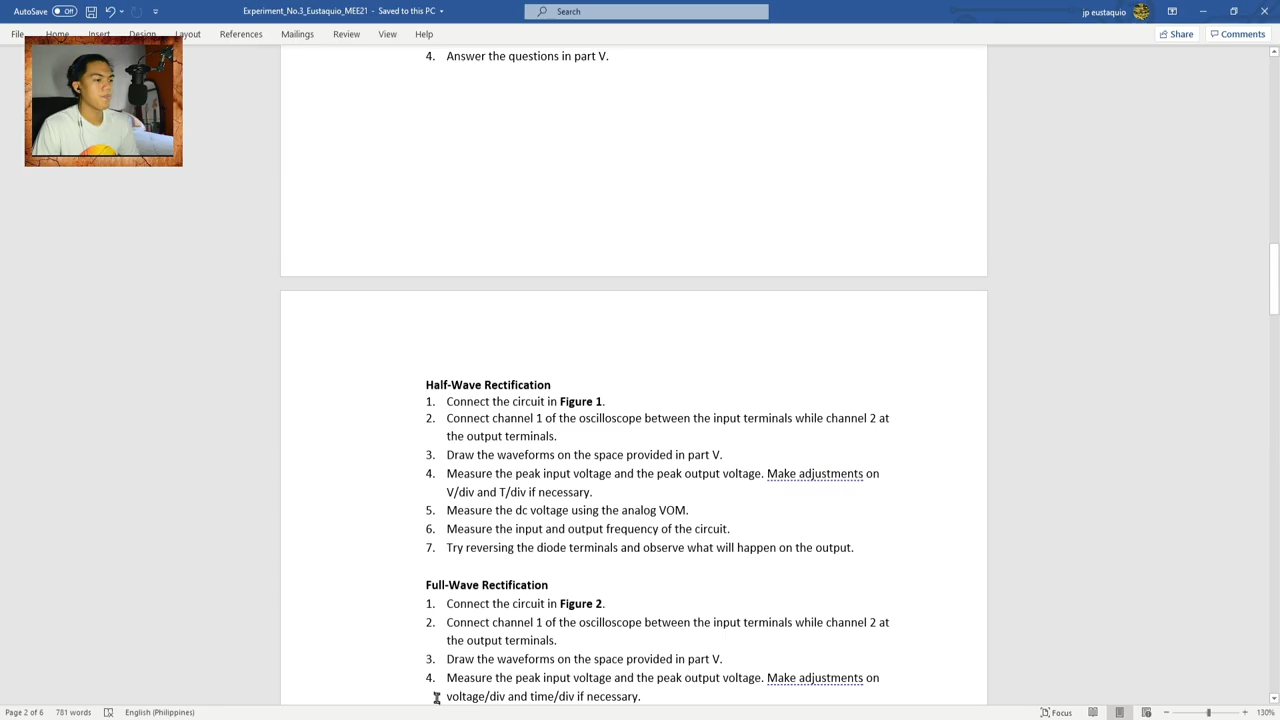 AutoSave Off Experiment_No.3_Eustaquio_MEE21 - Saved to this PC Search jp eustaquio
File Home Insert Design Layout References Mailings Review View Help Share Comments
4. Answer the questions in part V.
Half-Wave Rectification
1. Connect the circuit in Figure 1.
2. Connect channel 1 of the oscilloscope between the input terminals while channel 2 at
the output terminals.
3. Draw the waveforms on the space provided in part V.
4. Measure the peak input voltage and the peak output voltage. Make adjustments on
V/div and T/div if necessary.
5. Measure the dc voltage using the analog VOM.
6. Measure the input and output frequency of the circuit.
7. Try reversing the diode terminals and observe what will happen on the output.
Full-Wave Rectification
1. Connect the circuit in Figure 2.
2. Connect channel 1 of the oscilloscope between the input terminals while channel 2 at
the output terminals.
3. Draw the waveforms on the space provided in part V.
4. Measure the peak input voltage and the peak output voltage. Make adjustments on
voltage/div and time/div if necessary.
Page 2 of 6 781 words English (Philippines) Focus 130%